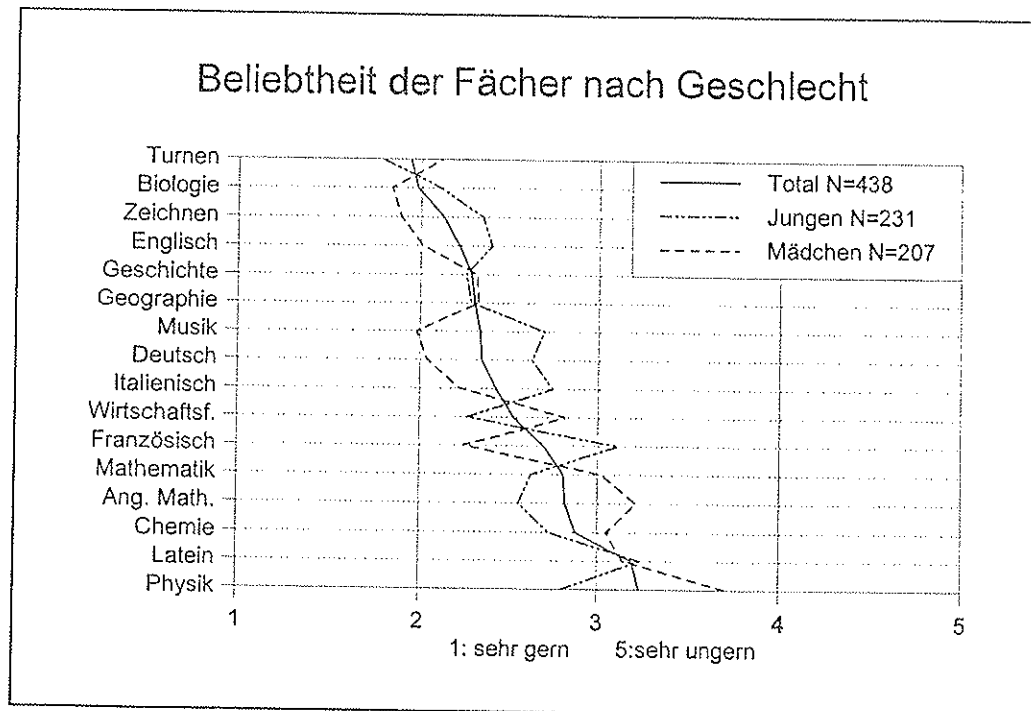 Beliebtheit der Fächer nach Geschlecht
Turnen
Biologie
Zeichnen
Englisch
Geschichte
Geographie
Musik
Deutsch
Italienisch
Wirtschaftsf.
Französisch
Mathematik
Ang. Math.
Chemie
Latein
Physik
Total N=438
Jungen N=231
Mädchen N=207
1 2 3 4 5
1: sehr gern 5:sehr ungern